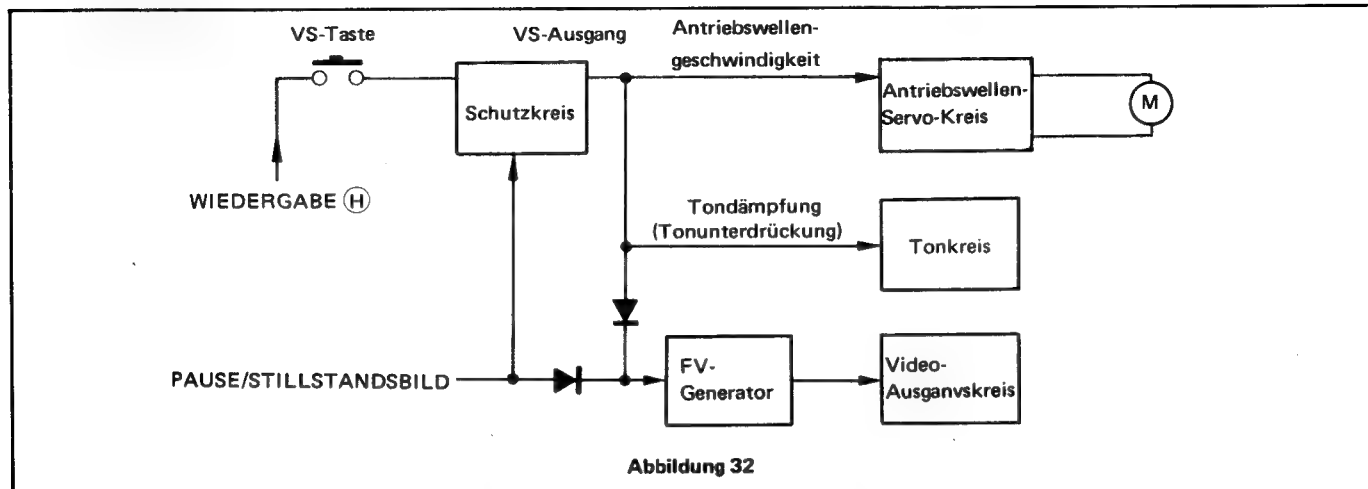 VS-Taste
VS-Ausgang
Antriebswellen-
geschwindigkeit
Schutzkreis
Antriebswellen-
Servo-Kreis
M
WIEDERGABE Ⓗ
Tondämpfung
(Tonunterdrückung)
Tonkreis
PAUSE/STILLSTANDSBILD
FV-
Generator
Video-
Ausganvskreis
Abbildung 32